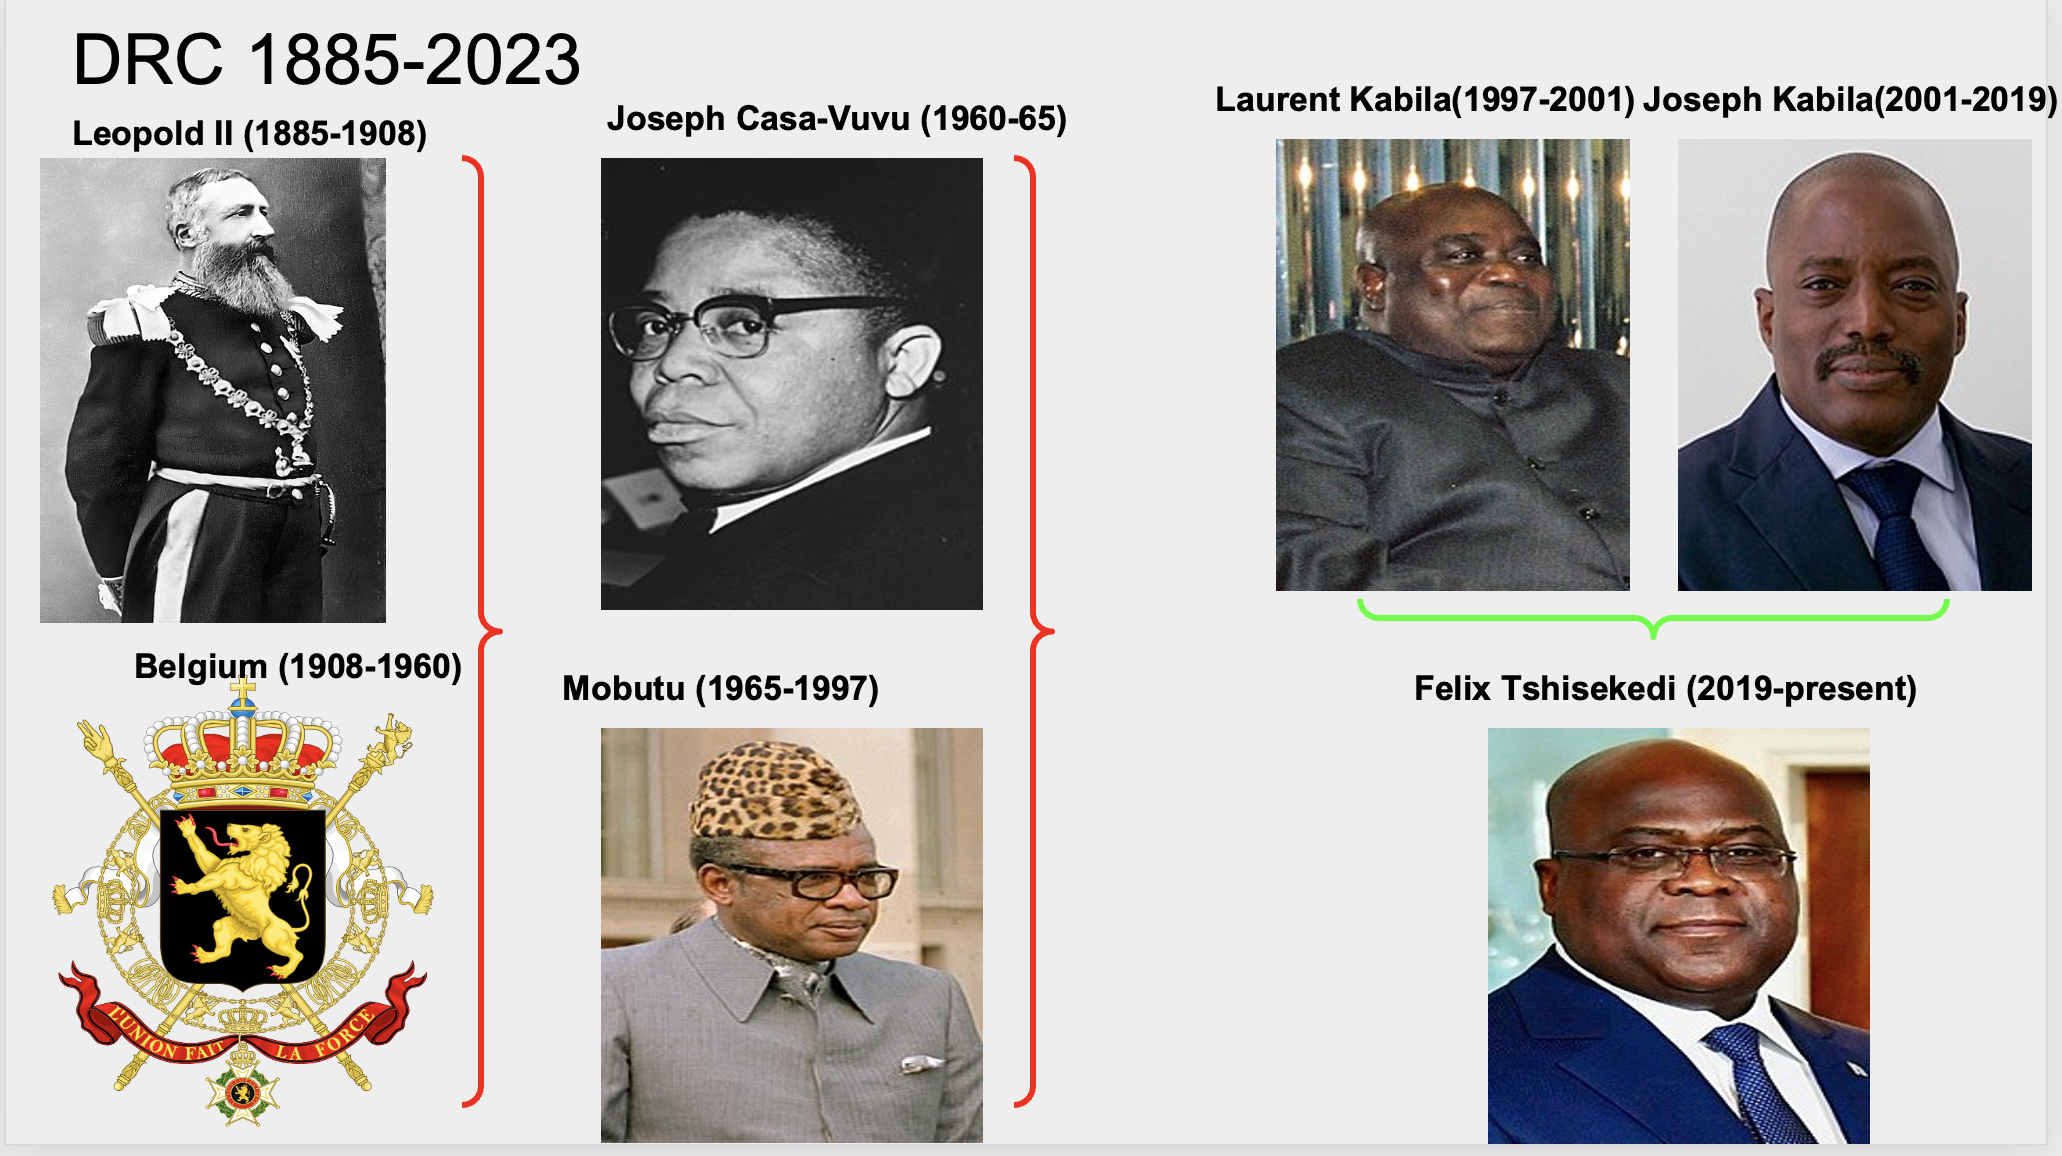 DRC 1885-2023
Leopold II (1885-1908)
Joseph Casa-Vuvu (1960-65)
Laurent Kabila(1997-2001)
Joseph Kabila(2001-2019)
Belgium (1908-1960)
Mobutu (1965-1997)
Felix Tshisekedi (2019-present)
L'UNION FAIT LA FORCE